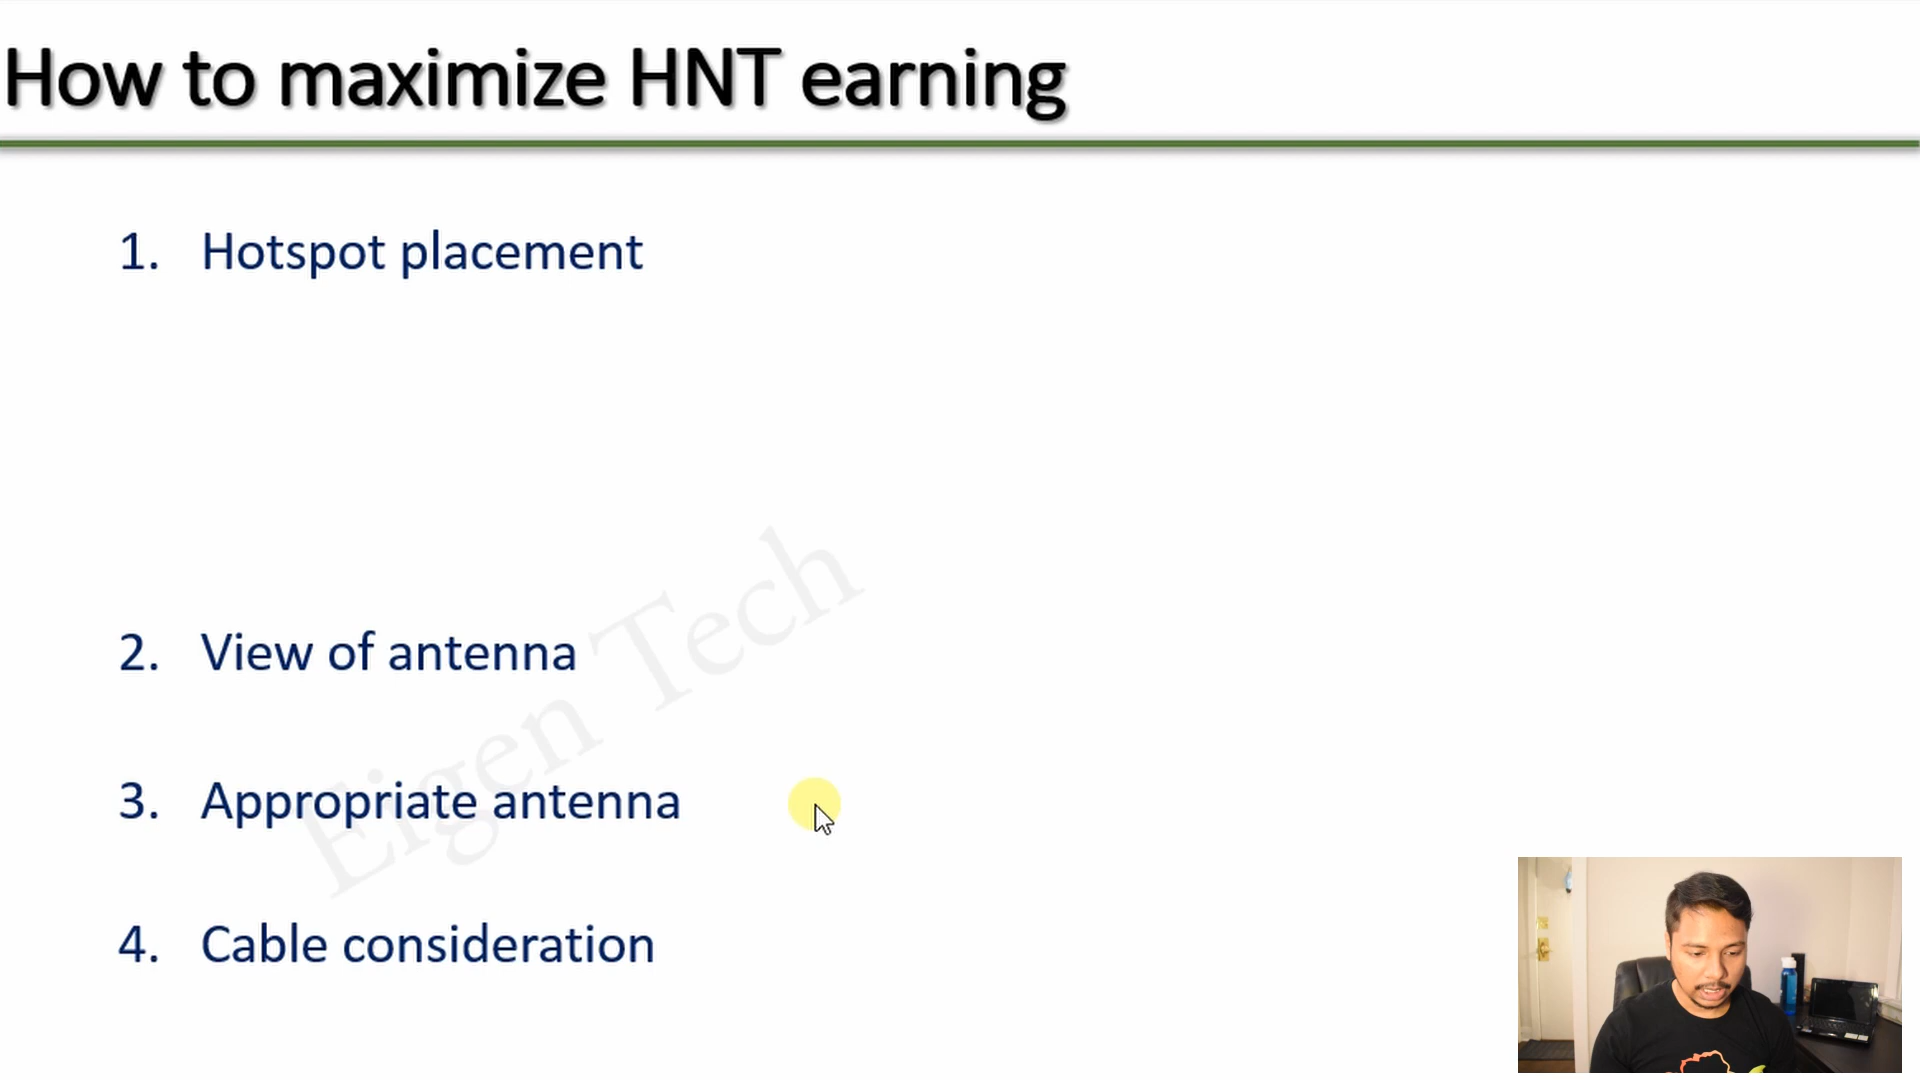 How to maximize HNT earning
1. Hotspot placement
2. View of antenna
3. Appropriate antenna
4. Cable consideration
Eigen Tech